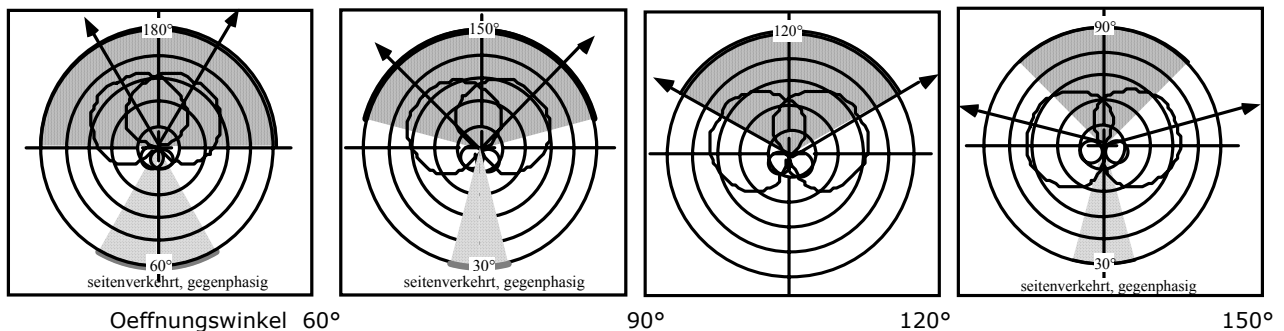 180°
150°
120°
90°
60°
30°
30°
seitenverkehrt, gegenphasig
seitenverkehrt, gegenphasig
seitenverkehrt, gegenphasig
Oeffnungswinkel 60° 90° 120° 150°